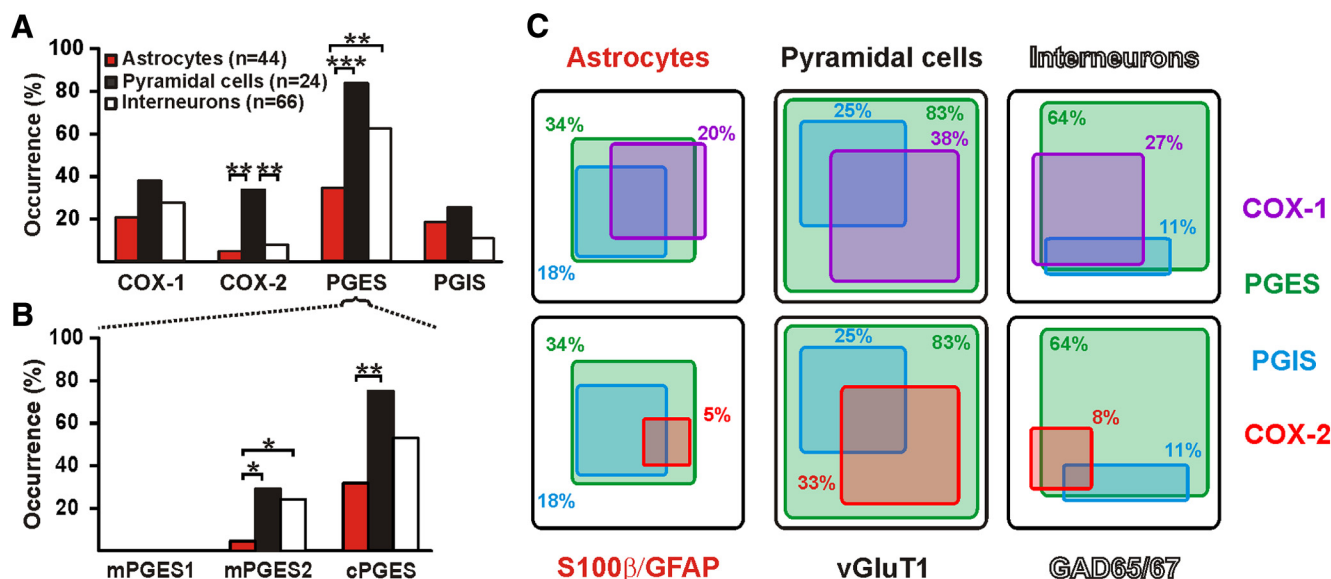 A
Occurrence (%)
100
80
60
40
20
Astrocytes (n=44)
Pyramidal cells (n=24)
Interneurons (n=66)
** ** *** **
COX-1 COX-2 PGES PGIS
B
Occurrence (%)
100
80
60
40
20
* * **
mPGES1 mPGES2 cPGES
C
Astrocytes Pyramidal cells Interneurons
34% 20% 18%
25% 83% 38%
64% 27% 11%
34% 5% 18%
25% 83% 33%
64% 8% 11%
COX-1
PGES
PGIS
COX-2
S100β/GFAP vGluT1 GAD65/67